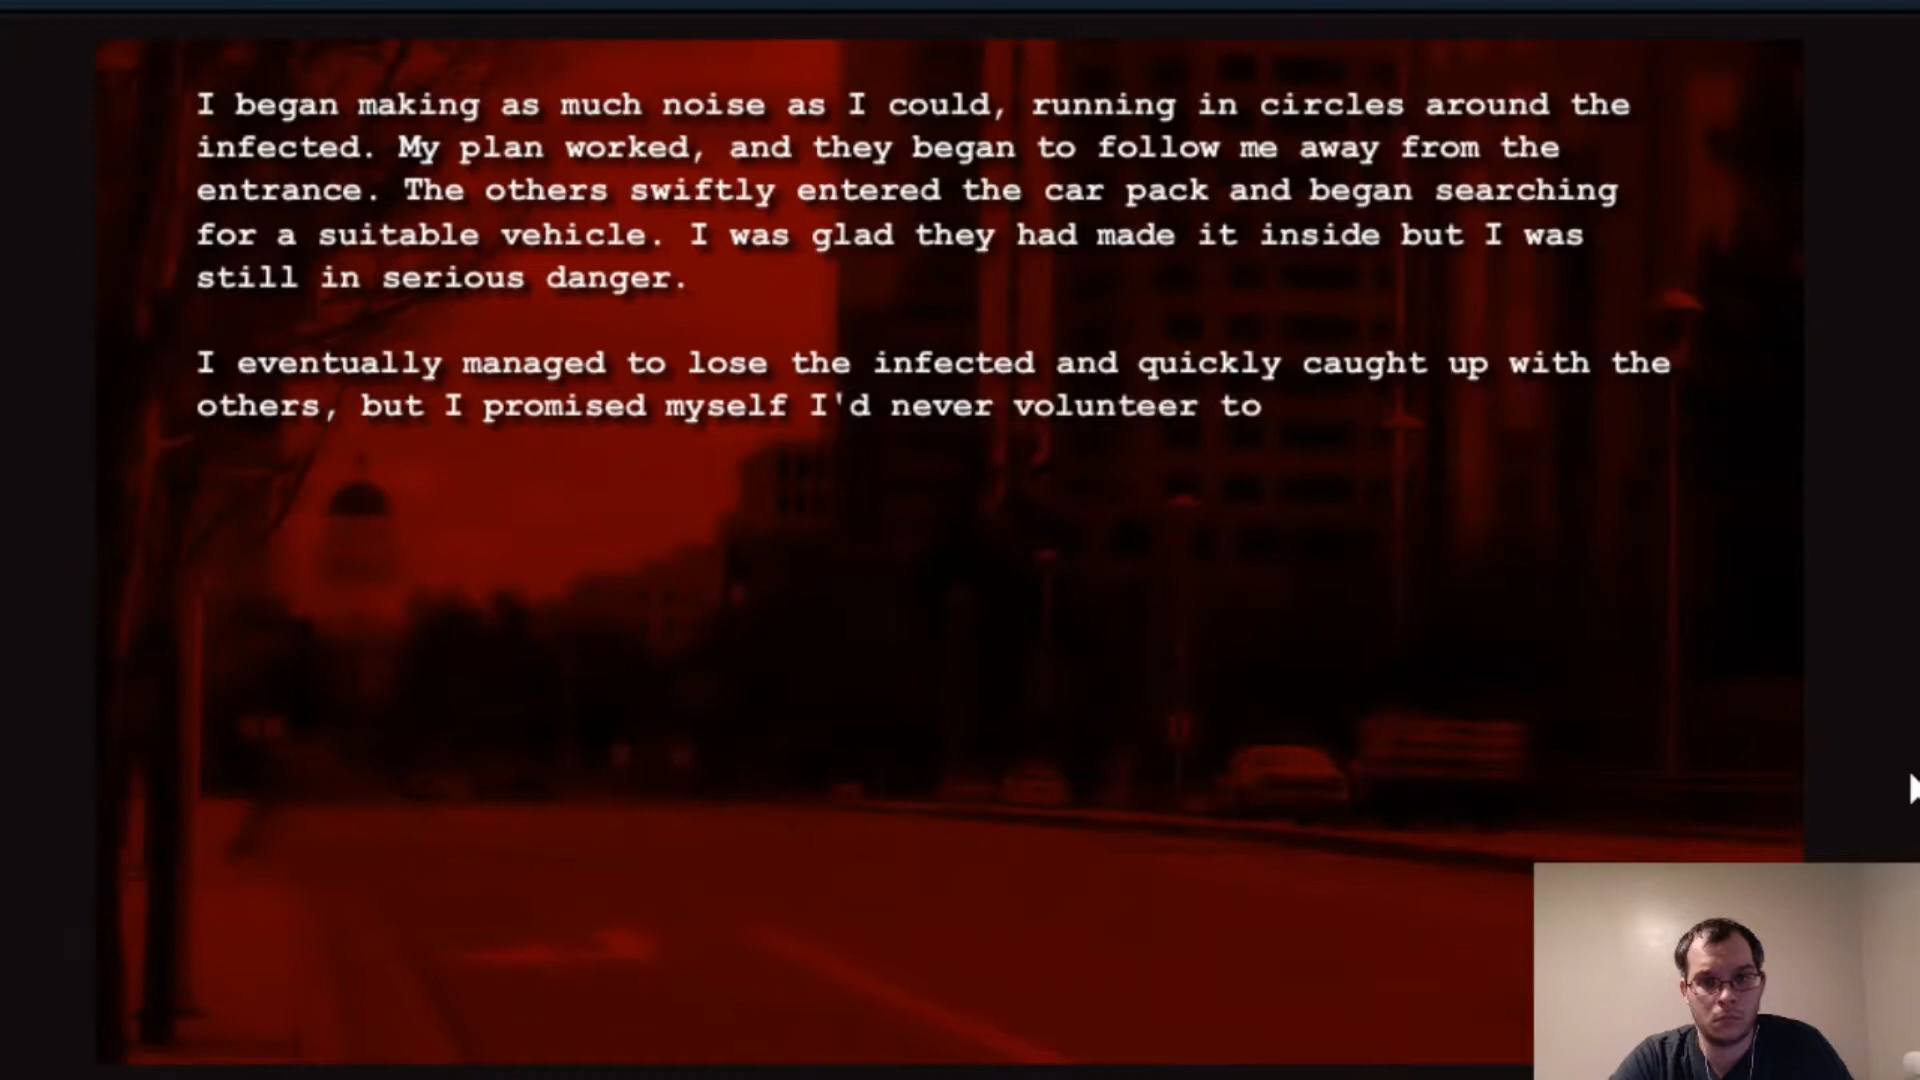 I began making as much noise as I could, running in circles around the
infected. My plan worked, and they began to follow me away from the
entrance. The others swiftly entered the car pack and began searching
for a suitable vehicle. I was glad they had made it inside but I was
still in serious danger.
I eventually managed to lose the infected and quickly caught up with the
others, but I promised myself I'd never volunteer to